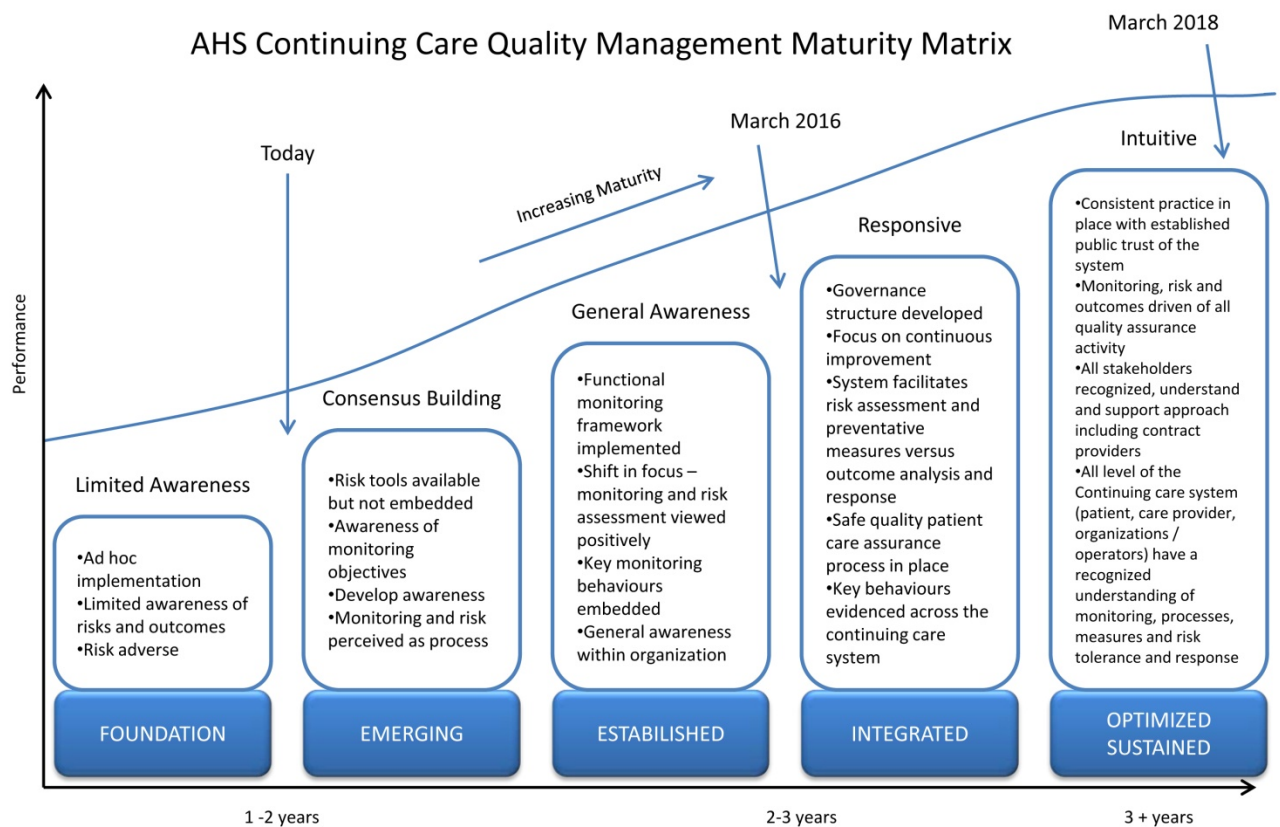 AHS Continuing Care Quality Management Maturity Matrix
March 2018
March 2016
Today
Increasing Maturity
Performance
Limited Awareness
•Ad hoc
implementation
•Limited awareness of
risks and outcomes
•Risk adverse
FOUNDATION
Consensus Building
•Risk tools available
but not embedded
•Awareness of
monitoring
objectives
•Develop awareness
•Monitoring and risk
perceived as process
EMERGING
General Awareness
•Functional
monitoring
framework
implemented
•Shift in focus –
monitoring and risk
assessment viewed
positively
•Key monitoring
behaviours
embedded
•General awareness
within organization
ESTABILISHED
Responsive
•Governance
structure developed
•Focus on continuous
improvement
•System facilitates
risk assessment and
preventative
measures versus
outcome analysis and
response
•Safe quality patient
care assurance
process in place
•Key behaviours
evidenced across the
continuing care
system
INTEGRATED
Intuitive
•Consistent practice in
place with established
public trust of the
system
•Monitoring, risk and
outcomes driven of all
quality assurance
activity
•All stakeholders
recognized, understand
and support approach
including contract
providers
•All level of the
Continuing care system
(patient, care provider,
organizations /
operators) have a
recognized
understanding of
monitoring, processes,
measures and risk
tolerance and response
OPTIMIZED
SUSTAINED
1 -2 years
2-3 years
3 + years